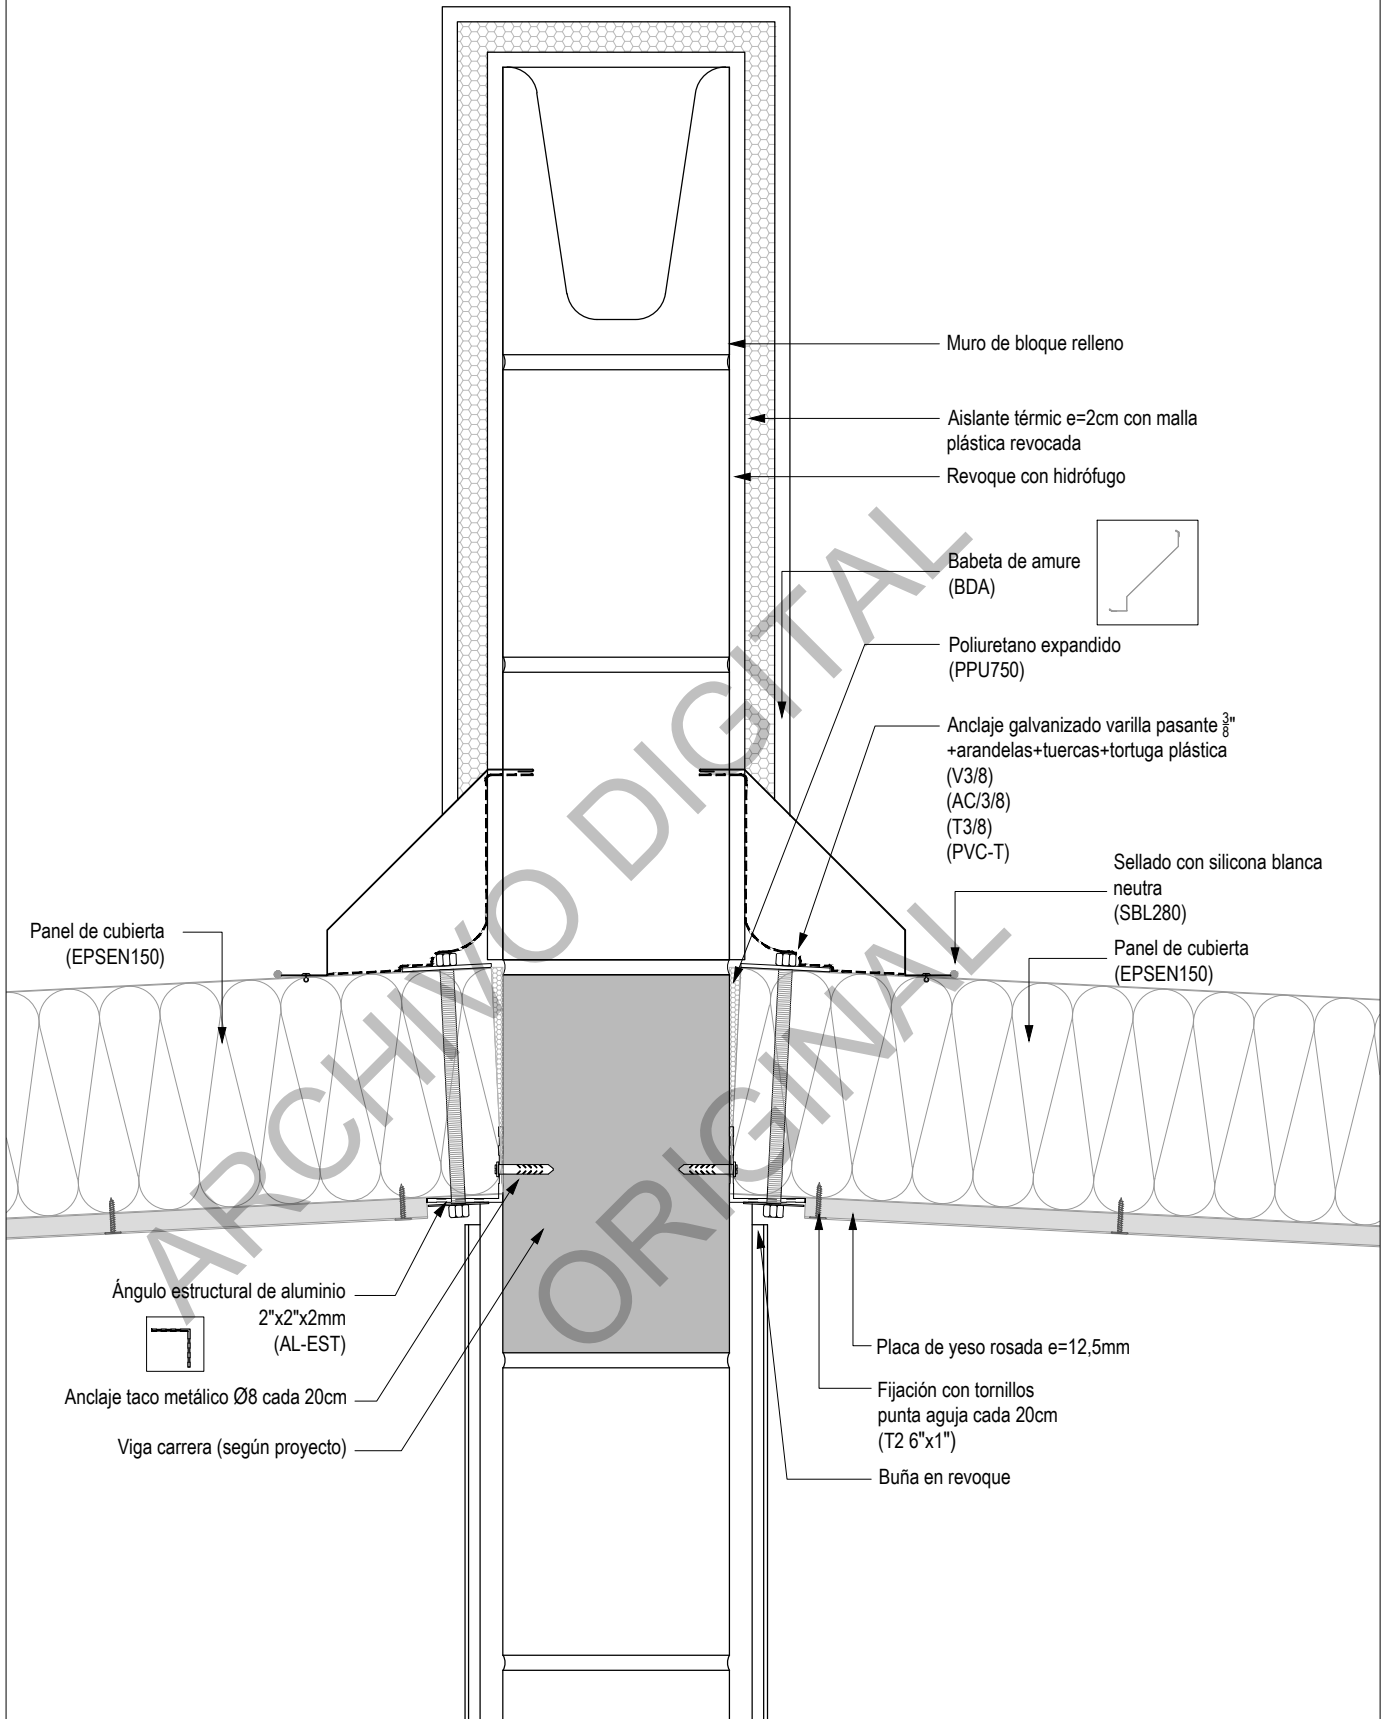 Muro de bloque relleno
Aislante térmic e=2cm con malla
plástica revocada
Revoque con hidrófugo
Babeta de amure
(BDA)
Poliuretano expandido
(PPU750)
Anclaje galvanizado varilla pasante 3/8"
+arandelas+tuercas+tortuga plástica
(V3/8)
(AC/3/8)
(T3/8)
(PVC-T)
Sellado con silicona blanca
neutra
(SBL280)
Panel de cubierta
(EPSEN150)
Panel de cubierta
(EPSEN150)
ARCHIVO DIGITAL
ORIGINAL
Ángulo estructural de aluminio
2"x2"x2mm
(AL-EST)
Anclaje taco metálico Ø8 cada 20cm
Viga carrera (según proyecto)
Placa de yeso rosada e=12,5mm
Fijación con tornillos
punta aguja cada 20cm
(T2 6"x1")
Buña en revoque